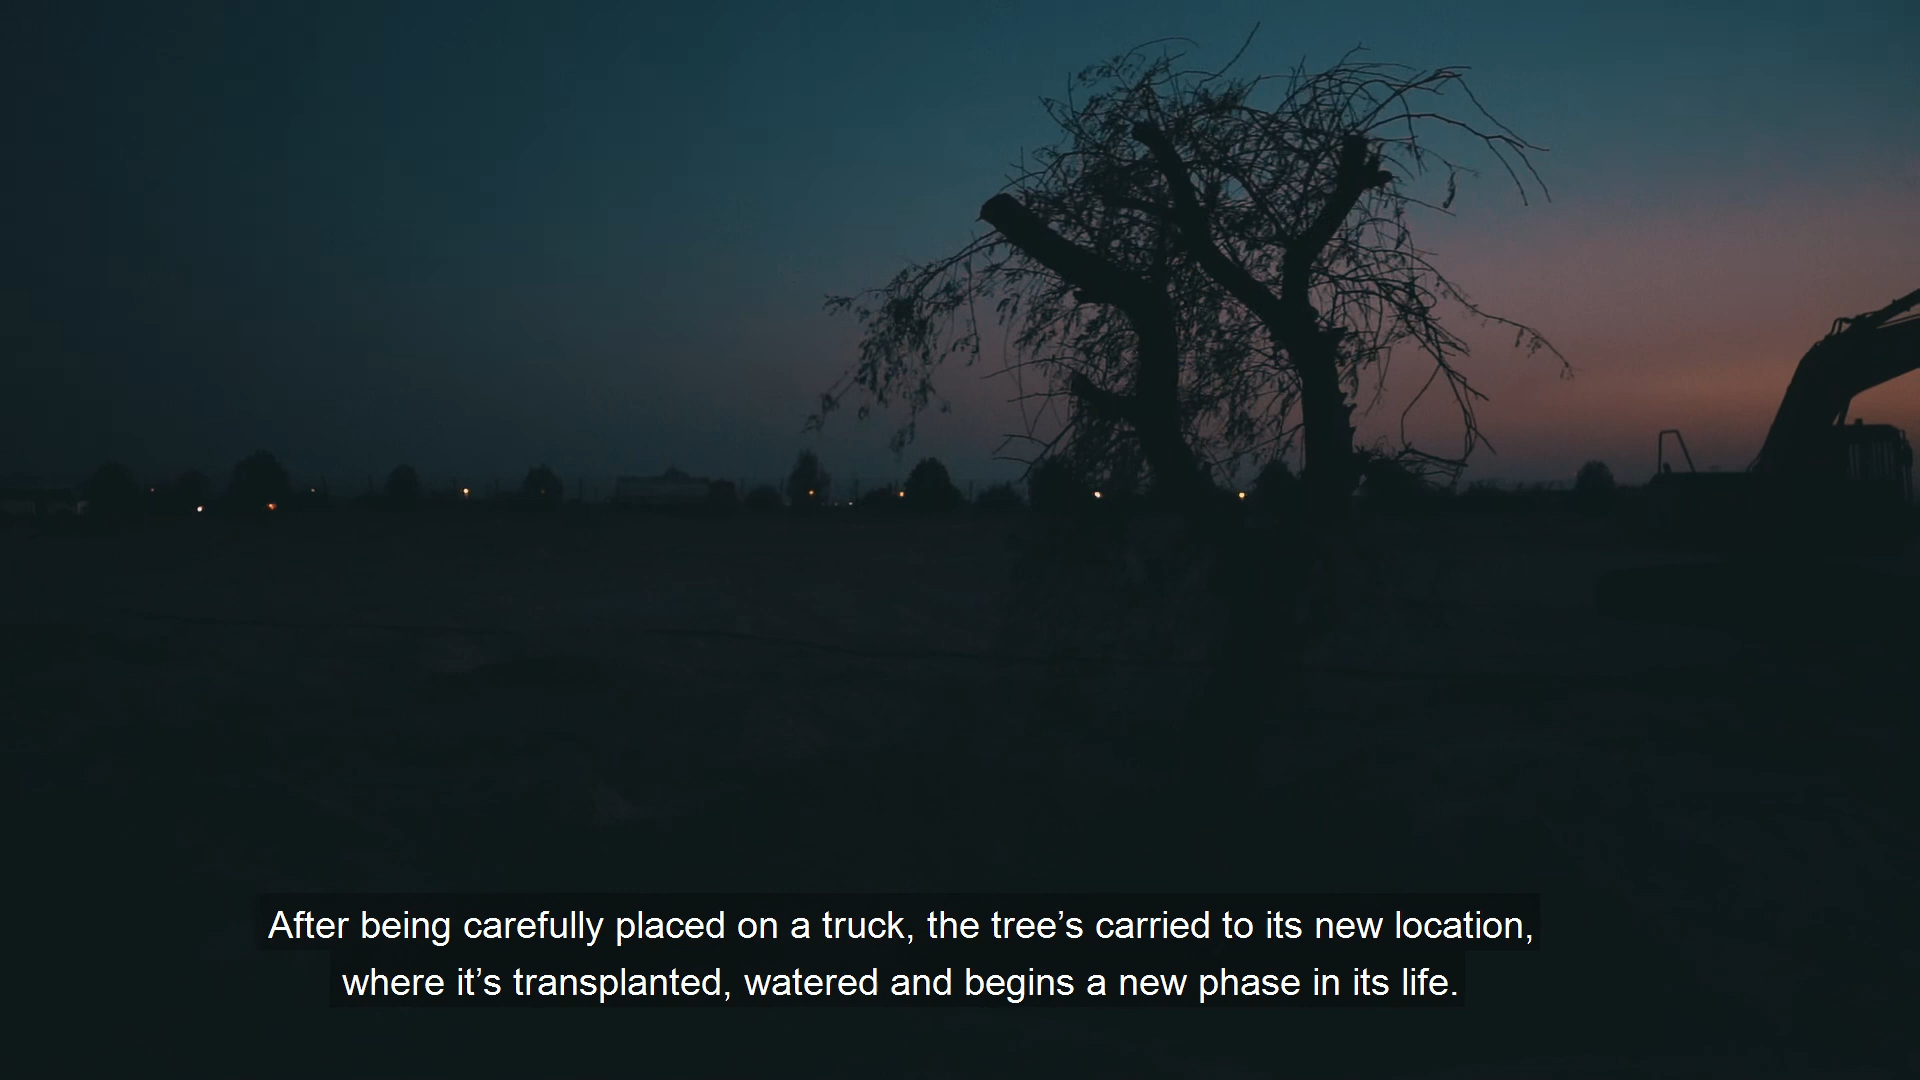 After being carefully placed on a truck, the tree’s carried to its new location,
where it’s transplanted, watered and begins a new phase in its life.